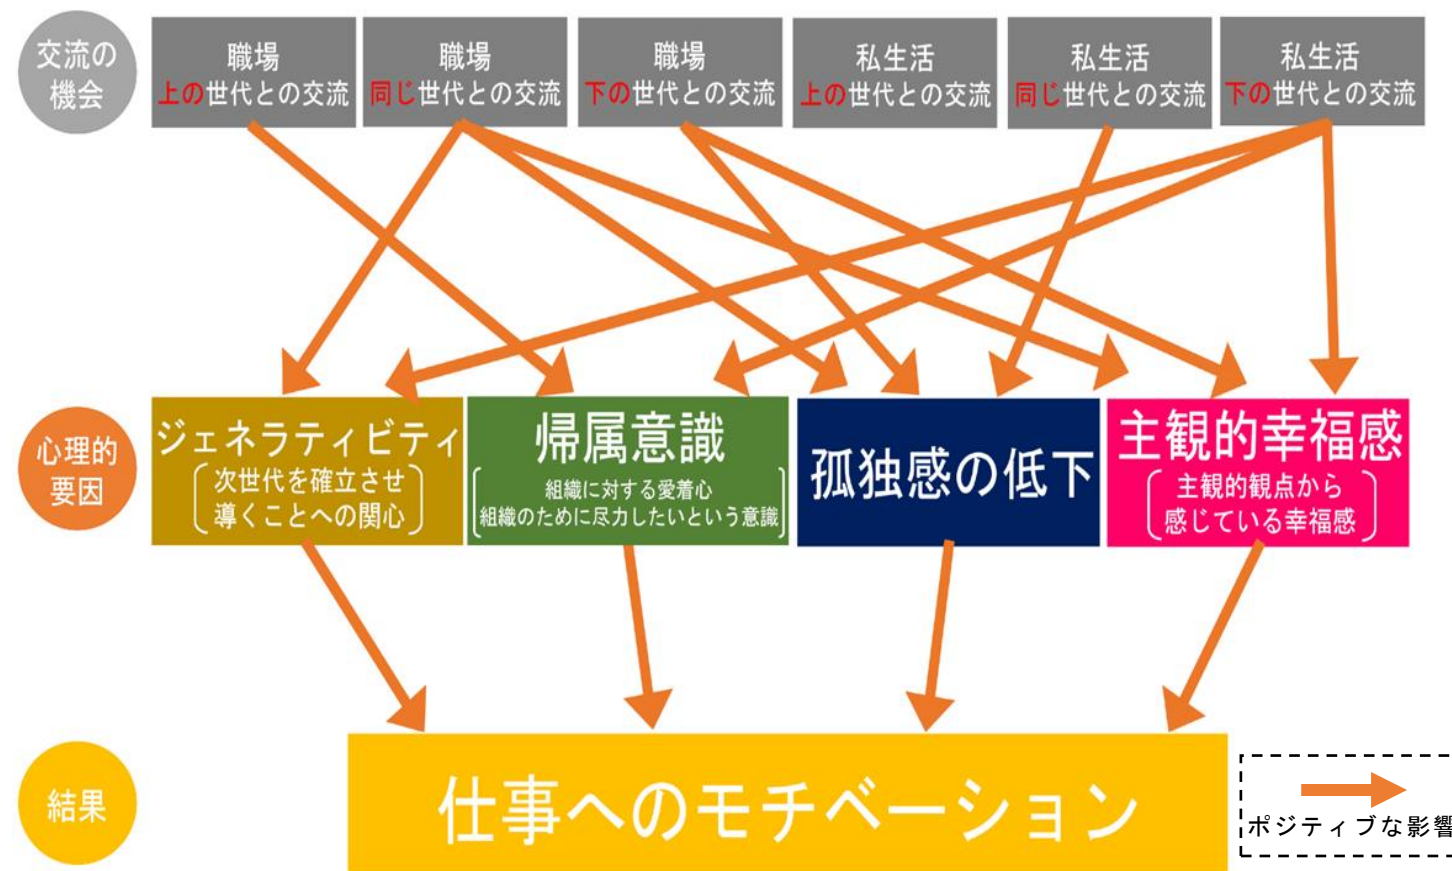 交流の
機会
職場
上の世代との交流
職場
同じ世代との交流
職場
下の世代との交流
私生活
上の世代との交流
私生活
同じ世代との交流
私生活
下の世代との交流
心理的
要因
ジェネラティビティ
次世代を確立させ
導くことへの関心
帰属意識
組織に対する愛着心
組織のために尽力したいという意識
孤独感の低下
主観的幸福感
主観的観点から
感じている幸福感
結果
仕事へのモチベーション
ポジティブな影響